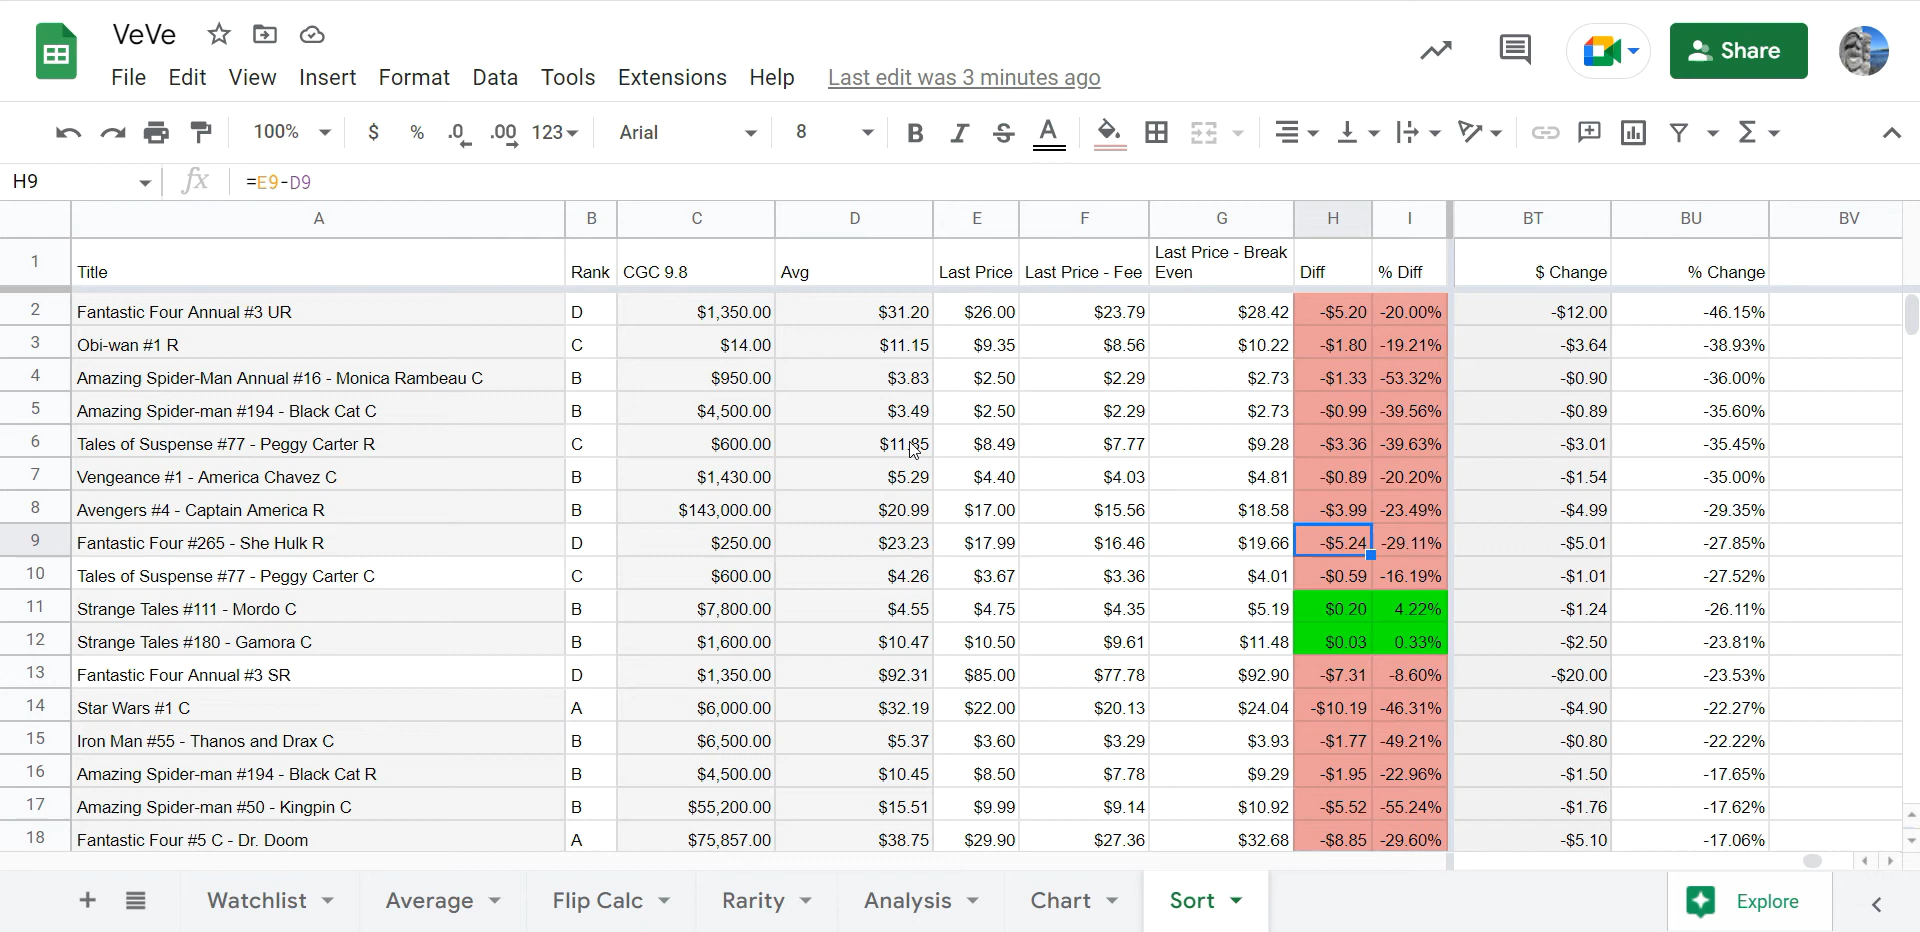 VeVe
File Edit View Insert Format Data Tools Extensions Help Last edit was 3 minutes ago
Share
100% $ % .0 .00 123 Arial 8 B I S A
H9 fx =E9-D9
A B C D E F G H I BT BU BV
1 Title Rank CGC 9.8 Avg Last Price Last Price - Fee Last Price - Break Even Diff % Diff $ Change % Change
2 Fantastic Four Annual #3 UR D $1,350.00 $31.20 $26.00 $23.79 $28.42 -$5.20 -20.00% -$12.00 -46.15%
3 Obi-wan #1 R C $14.00 $11.15 $9.35 $8.56 $10.22 -$1.80 -19.21% -$3.64 -38.93%
4 Amazing Spider-Man Annual #16 - Monica Rambeau C B $950.00 $3.83 $2.50 $2.29 $2.73 -$1.33 -53.32% -$0.90 -36.00%
5 Amazing Spider-man #194 - Black Cat C B $4,500.00 $3.49 $2.50 $2.29 $2.73 -$0.99 -39.56% -$0.89 -35.60%
6 Tales of Suspense #77 - Peggy Carter R C $600.00 $11.85 $8.49 $7.77 $9.28 -$3.36 -39.63% -$3.01 -35.45%
7 Vengeance #1 - America Chavez C B $1,430.00 $5.29 $4.40 $4.03 $4.81 -$0.89 -20.20% -$1.54 -35.00%
8 Avengers #4 - Captain America R B $143,000.00 $20.99 $17.00 $15.56 $18.58 -$3.99 -23.49% -$4.99 -29.35%
9 Fantastic Four #265 - She Hulk R D $250.00 $23.23 $17.99 $16.46 $19.66 -$5.24 -29.11% -$5.01 -27.85%
10 Tales of Suspense #77 - Peggy Carter C C $600.00 $4.26 $3.67 $3.36 $4.01 -$0.59 -16.19% -$1.01 -27.52%
11 Strange Tales #111 - Mordo C B $7,800.00 $4.55 $4.75 $4.35 $5.19 $0.20 4.22% -$1.24 -26.11%
12 Strange Tales #180 - Gamora C B $1,600.00 $10.47 $10.50 $9.61 $11.48 $0.03 0.33% -$2.50 -23.81%
13 Fantastic Four Annual #3 SR D $1,350.00 $92.31 $85.00 $77.78 $92.90 -$7.31 -8.60% -$20.00 -23.53%
14 Star Wars #1 C A $6,000.00 $32.19 $22.00 $20.13 $24.04 -$10.19 -46.31% -$4.90 -22.27%
15 Iron Man #55 - Thanos and Drax C B $6,500.00 $5.37 $3.60 $3.29 $3.93 -$1.77 -49.21% -$0.80 -22.22%
16 Amazing Spider-man #194 - Black Cat R B $4,500.00 $10.45 $8.50 $7.78 $9.29 -$1.95 -22.96% -$1.50 -17.65%
17 Amazing Spider-man #50 - Kingpin C B $55,200.00 $15.51 $9.99 $9.14 $10.92 -$5.52 -55.24% -$1.76 -17.62%
18 Fantastic Four #5 C - Dr. Doom A $75,857.00 $38.75 $29.90 $27.36 $32.68 -$8.85 -29.60% -$5.10 -17.06%
Watchlist Average Flip Calc Rarity Analysis Chart Sort Explore